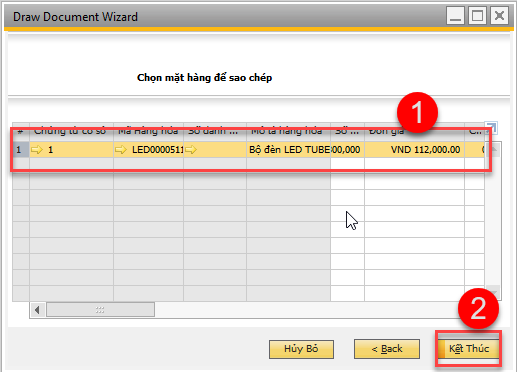 Draw Document Wizard
Chọn mặt hàng để sao chép
1
# Chứng từ cơ sở Mã Hàng hóa Số danh ... Mô tả hàng hóa Số ... Đơn giá
1 1 LED0000511 Bộ đèn LED TUBE 00,000 VND 112,000.00
2
Hủy Bỏ < Back Kết Thúc